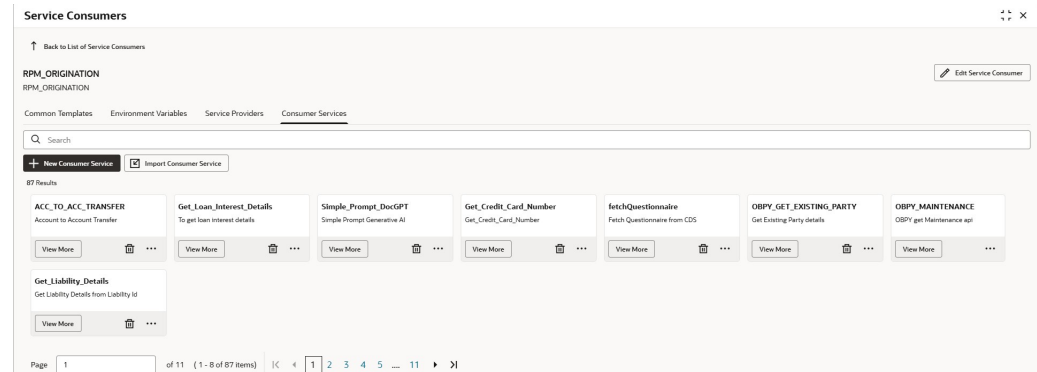 Service Consumers
Back to List of Service Consumers
RPM_ORIGINATION
Edit Service Consumer
RPM_ORIGINATION
Common Templates Environment Variables Service Providers Consumer Services
Search
New Consumer Service Import Consumer Service
87 Results
ACC_TO_ACC_TRANSFER Get_Loan_Interest_Details Simple_Prompt_DocGPT Get_Credit_Card_Number fetchQuestionnaire OBPY_GET_EXISTING_PARTY OBPY_MAINTENANCE
Account to Account Transfer To get loan interest details Simple Prompt Generative AI Get_Credit_Card_Number Fetch Questionnaire from CDS Get Existing Party details OBPY get Maintenance api
View More View More View More View More View More View More View More
Get_Liability_Details
Get Liability Details from Liability Id
View More
Page 1 of 11 ( 1 - 8 of 87 items) 1 2 3 4 5 .... 11